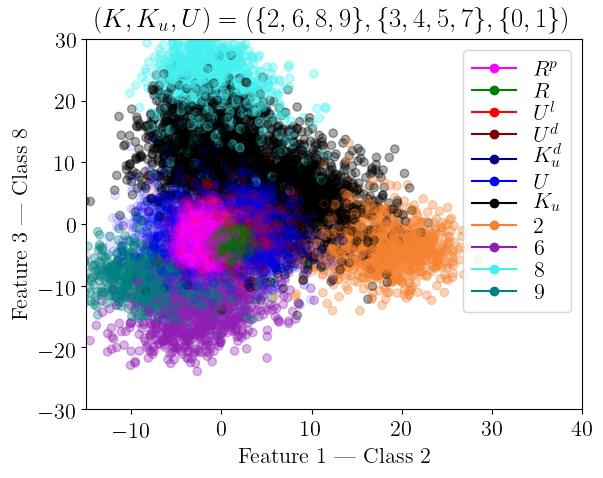 (K, K_u, U) = ({2, 6, 8, 9}, {3, 4, 5, 7}, {0, 1})
30
20
10
0
−10
−20
−30
Feature 3 — Class 8
R^p
R
U^l
U^d
K_u^d
U
K_u
2
6
8
9
−10 0 10 20 30 40
Feature 1 — Class 2